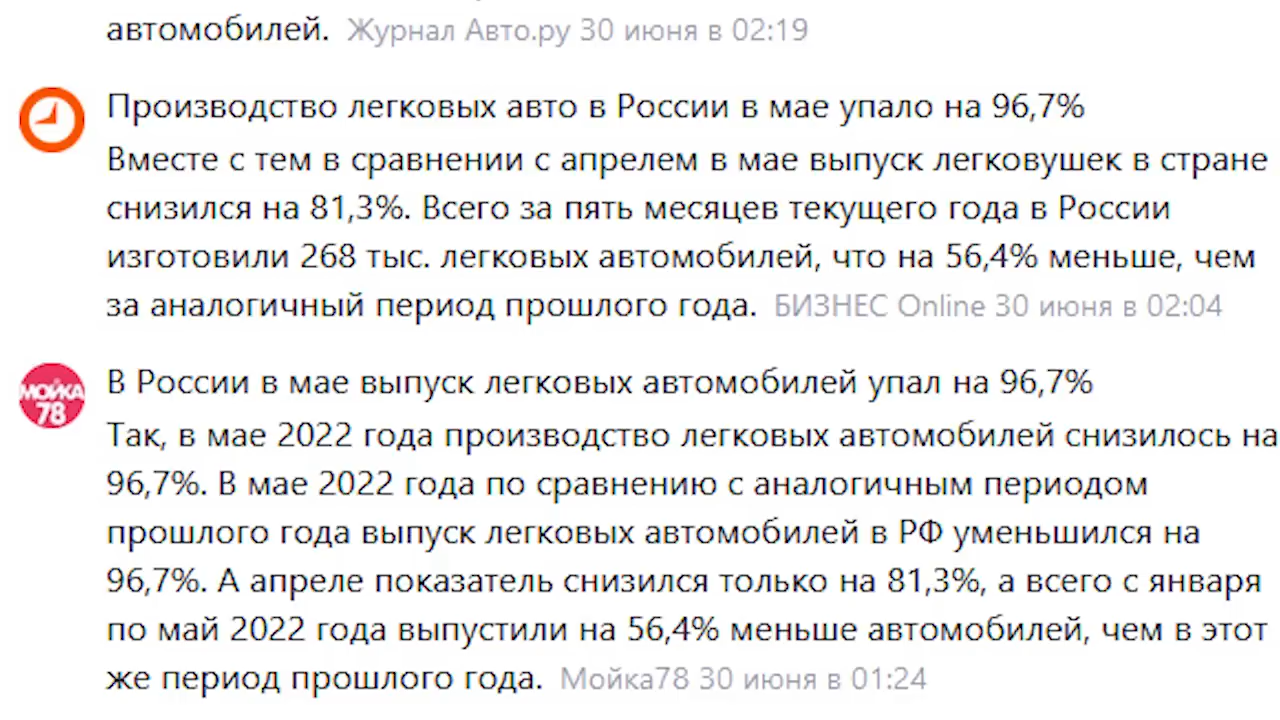 автомобилей. Журнал Авто.ру 30 июня в 02:19
Производство легковых авто в России в мае упало на 96,7%
Вместе с тем в сравнении с апрелем в мае выпуск легковушек в стране
снизился на 81,3%. Всего за пять месяцев текущего года в России
изготовили 268 тыс. легковых автомобилей, что на 56,4% меньше, чем
за аналогичный период прошлого года. БИЗНЕС Online 30 июня в 02:04
МОЙКА
78
В России в мае выпуск легковых автомобилей упал на 96,7%
Так, в мае 2022 года производство легковых автомобилей снизилось на
96,7%. В мае 2022 года по сравнению с аналогичным периодом
прошлого года выпуск легковых автомобилей в РФ уменьшился на
96,7%. А апреле показатель снизился только на 81,3%, а всего с января
по май 2022 года выпустили на 56,4% меньше автомобилей, чем в этот
же период прошлого года. Мойка78 30 июня в 01:24